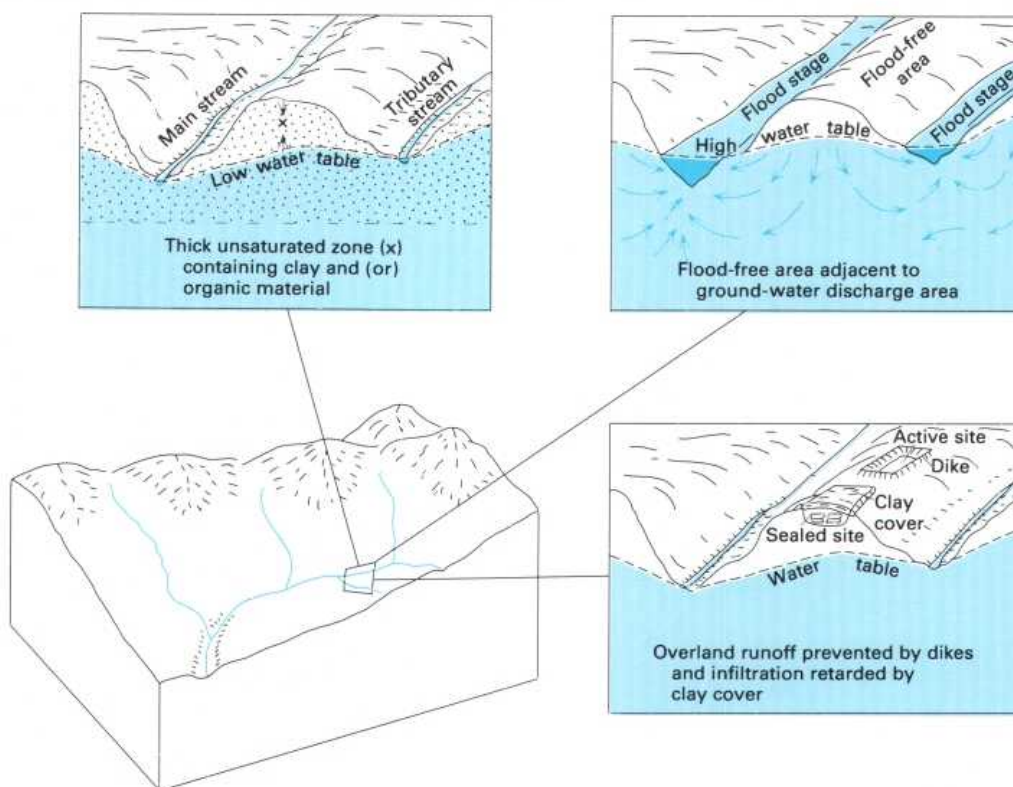 Main stream
Tributary
stream
x
Low water table
Thick unsaturated zone (x)
containing clay and (or)
organic material
Flood stage
Flood-free
area
Flood stage
High water table
Flood-free area adjacent to
ground-water discharge area
Active site
Dike
Clay
cover
Sealed site
Water table
Overland runoff prevented by dikes
and infiltration retarded by
clay cover